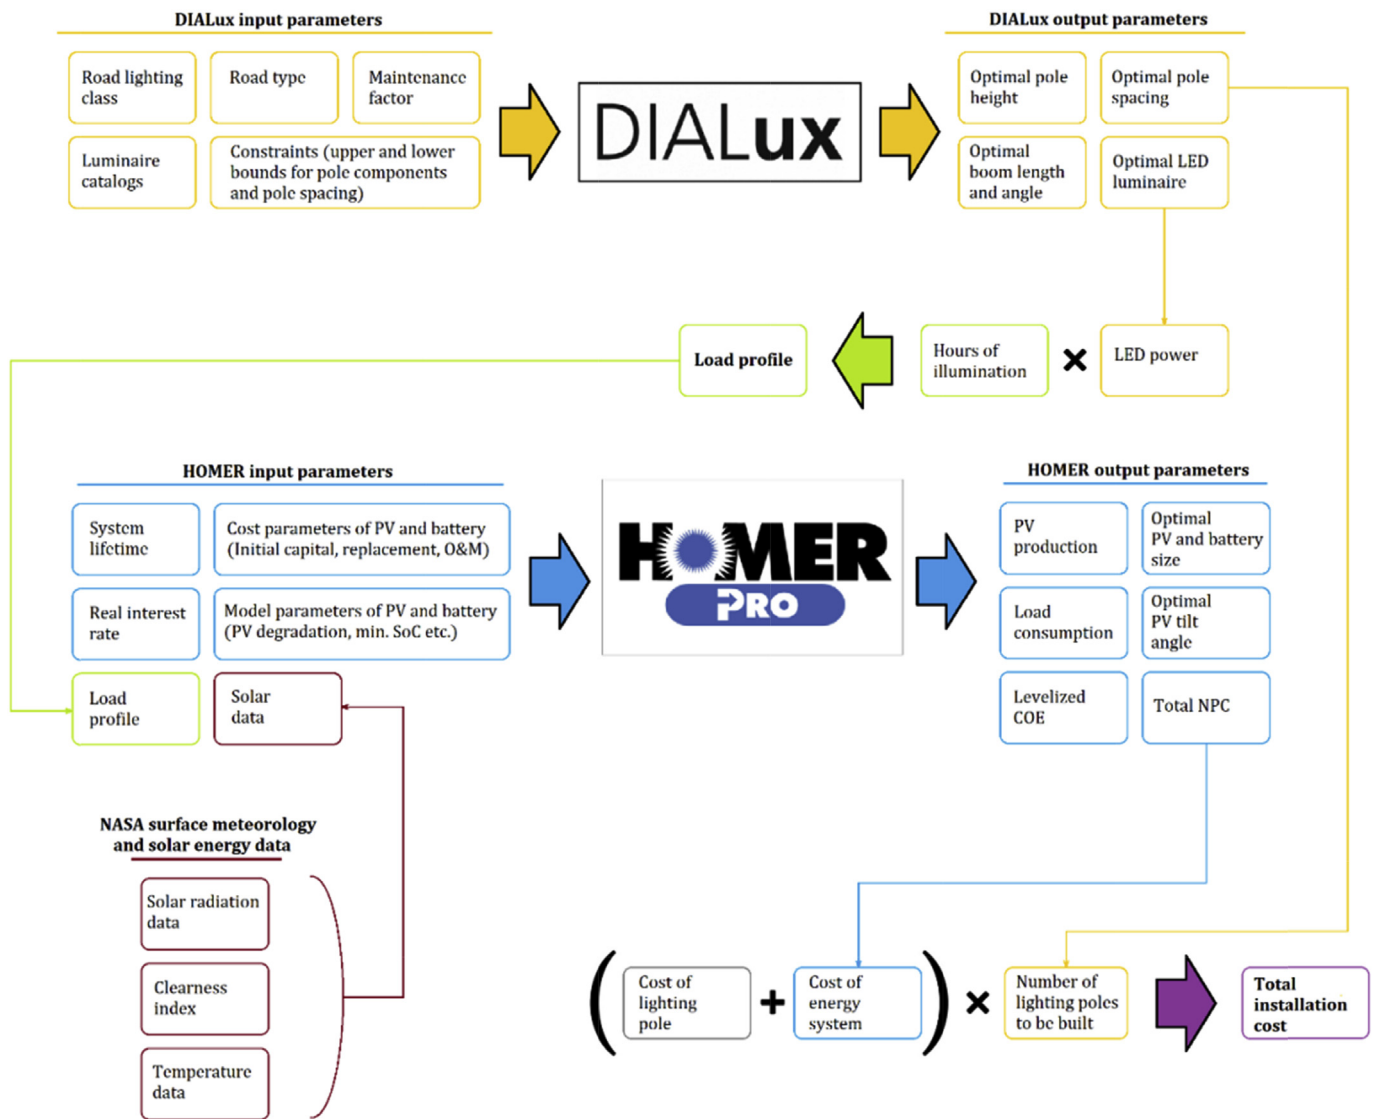 DIALux input parameters
Road lighting
class
Road type
Maintenance
factor
Luminaire
catalogs
Constraints (upper and lower
bounds for pole components
and pole spacing)
DIALux
DIALux output parameters
Optimal pole
height
Optimal pole
spacing
Optimal
boom length
and angle
Optimal LED
luminaire
Load profile
Hours of
illumination
×
LED power
HOMER input parameters
System
lifetime
Cost parameters of PV and battery
(Initial capital, replacement, O&M)
Real interest
rate
Model parameters of PV and battery
(PV degradation, min. SoC etc.)
Load
profile
Solar
data
HOMER
PRO
HOMER output parameters
PV
production
Optimal
PV and battery
size
Load
consumption
Optimal
PV tilt
angle
Levelized
COE
Total NPC
NASA surface meteorology
and solar energy data
Solar radiation
data
Clearness
index
Temperature
data
(
Cost of
lighting
pole
+
Cost of
energy
system
)
×
Number of
lighting poles
to be built
Total
installation
cost